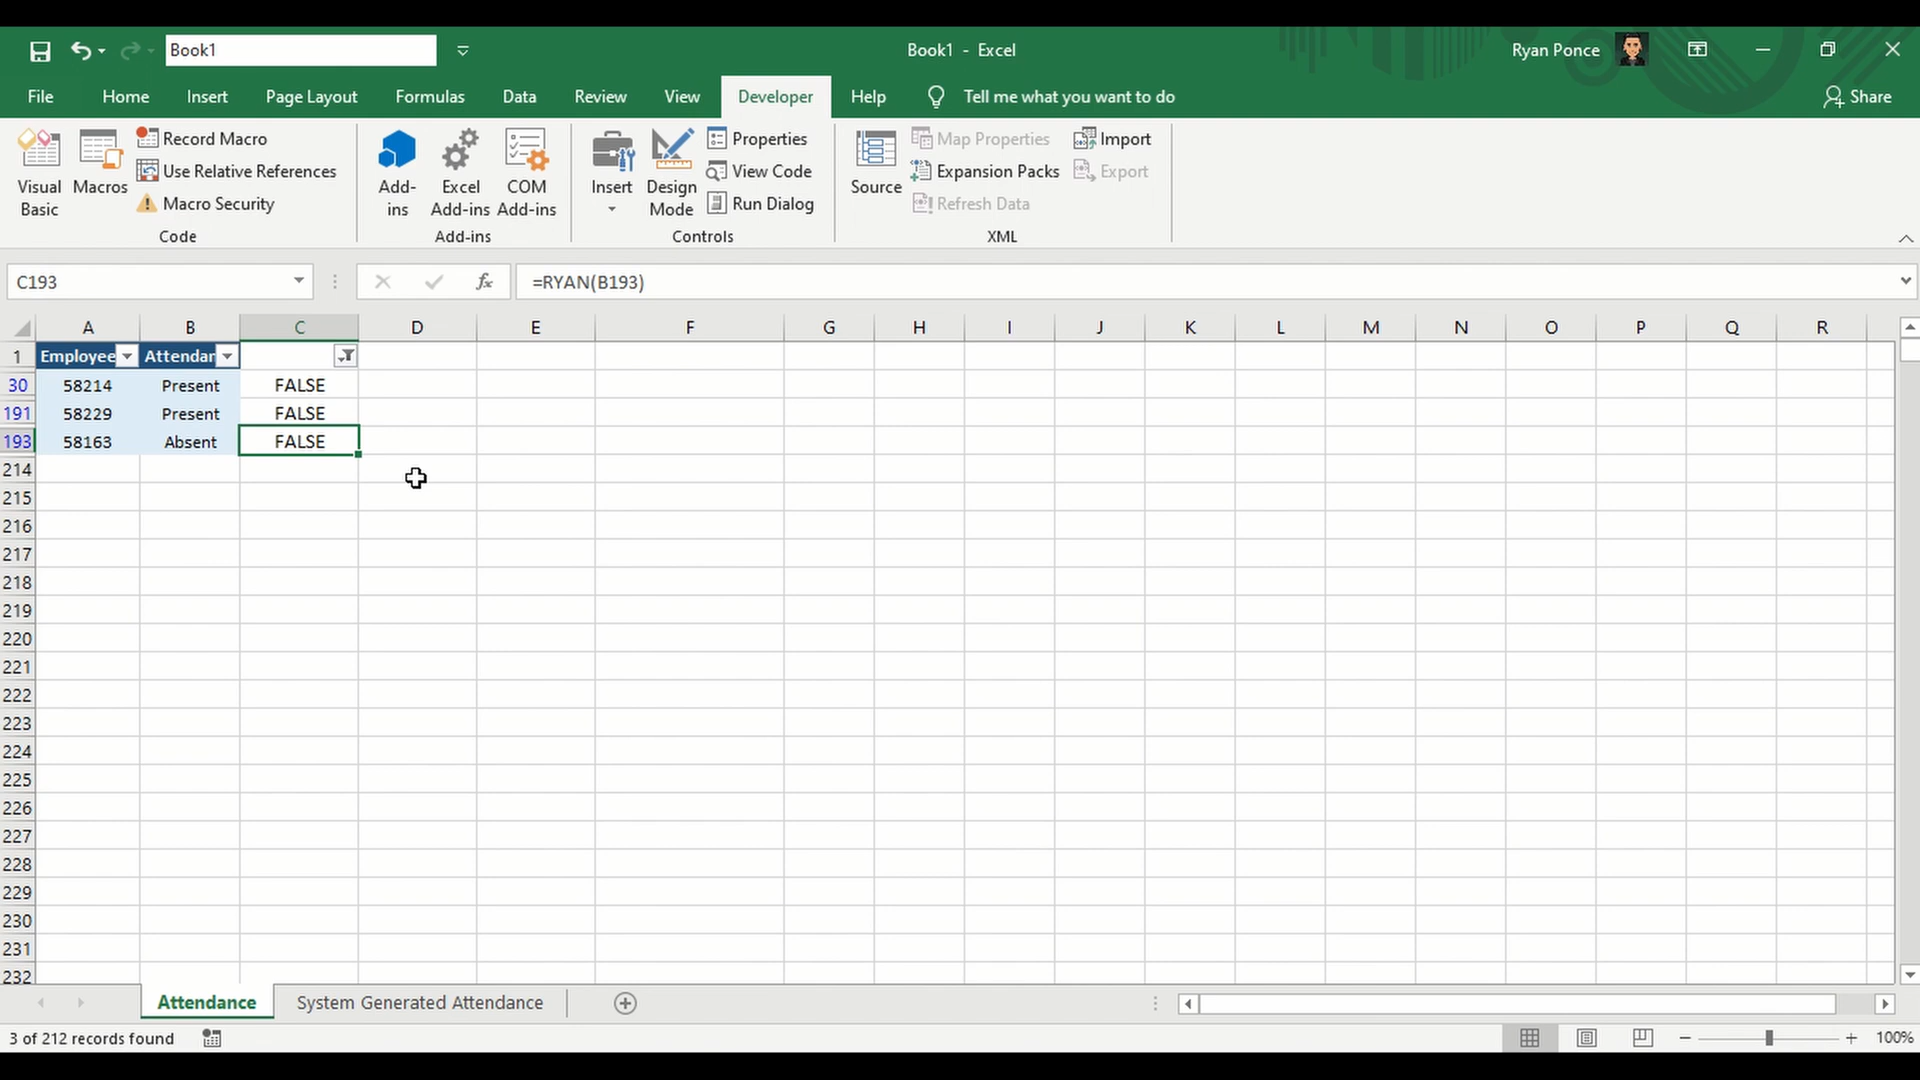 Book1
Book1 - Excel
Ryan Ponce
File Home Insert Page Layout Formulas Data Review View Developer Help Tell me what you want to do Share
Visual Basic
Macros
Record Macro
Use Relative References
Macro Security
Code
Add-ins
Excel Add-ins
COM Add-ins
Add-ins
Insert
Design Mode
Properties
View Code
Run Dialog
Controls
Source
Map Properties
Expansion Packs
Refresh Data
Import
Export
XML
C193 fx =RYAN(B193)
A B C D E F G H I J K L M N O P Q R
1 Employee Attendar
30 58214 Present FALSE
191 58229 Present FALSE
193 58163 Absent FALSE
214
215
216
217
218
219
220
221
222
223
224
225
226
227
228
229
230
231
232
Attendance System Generated Attendance
3 of 212 records found 100%